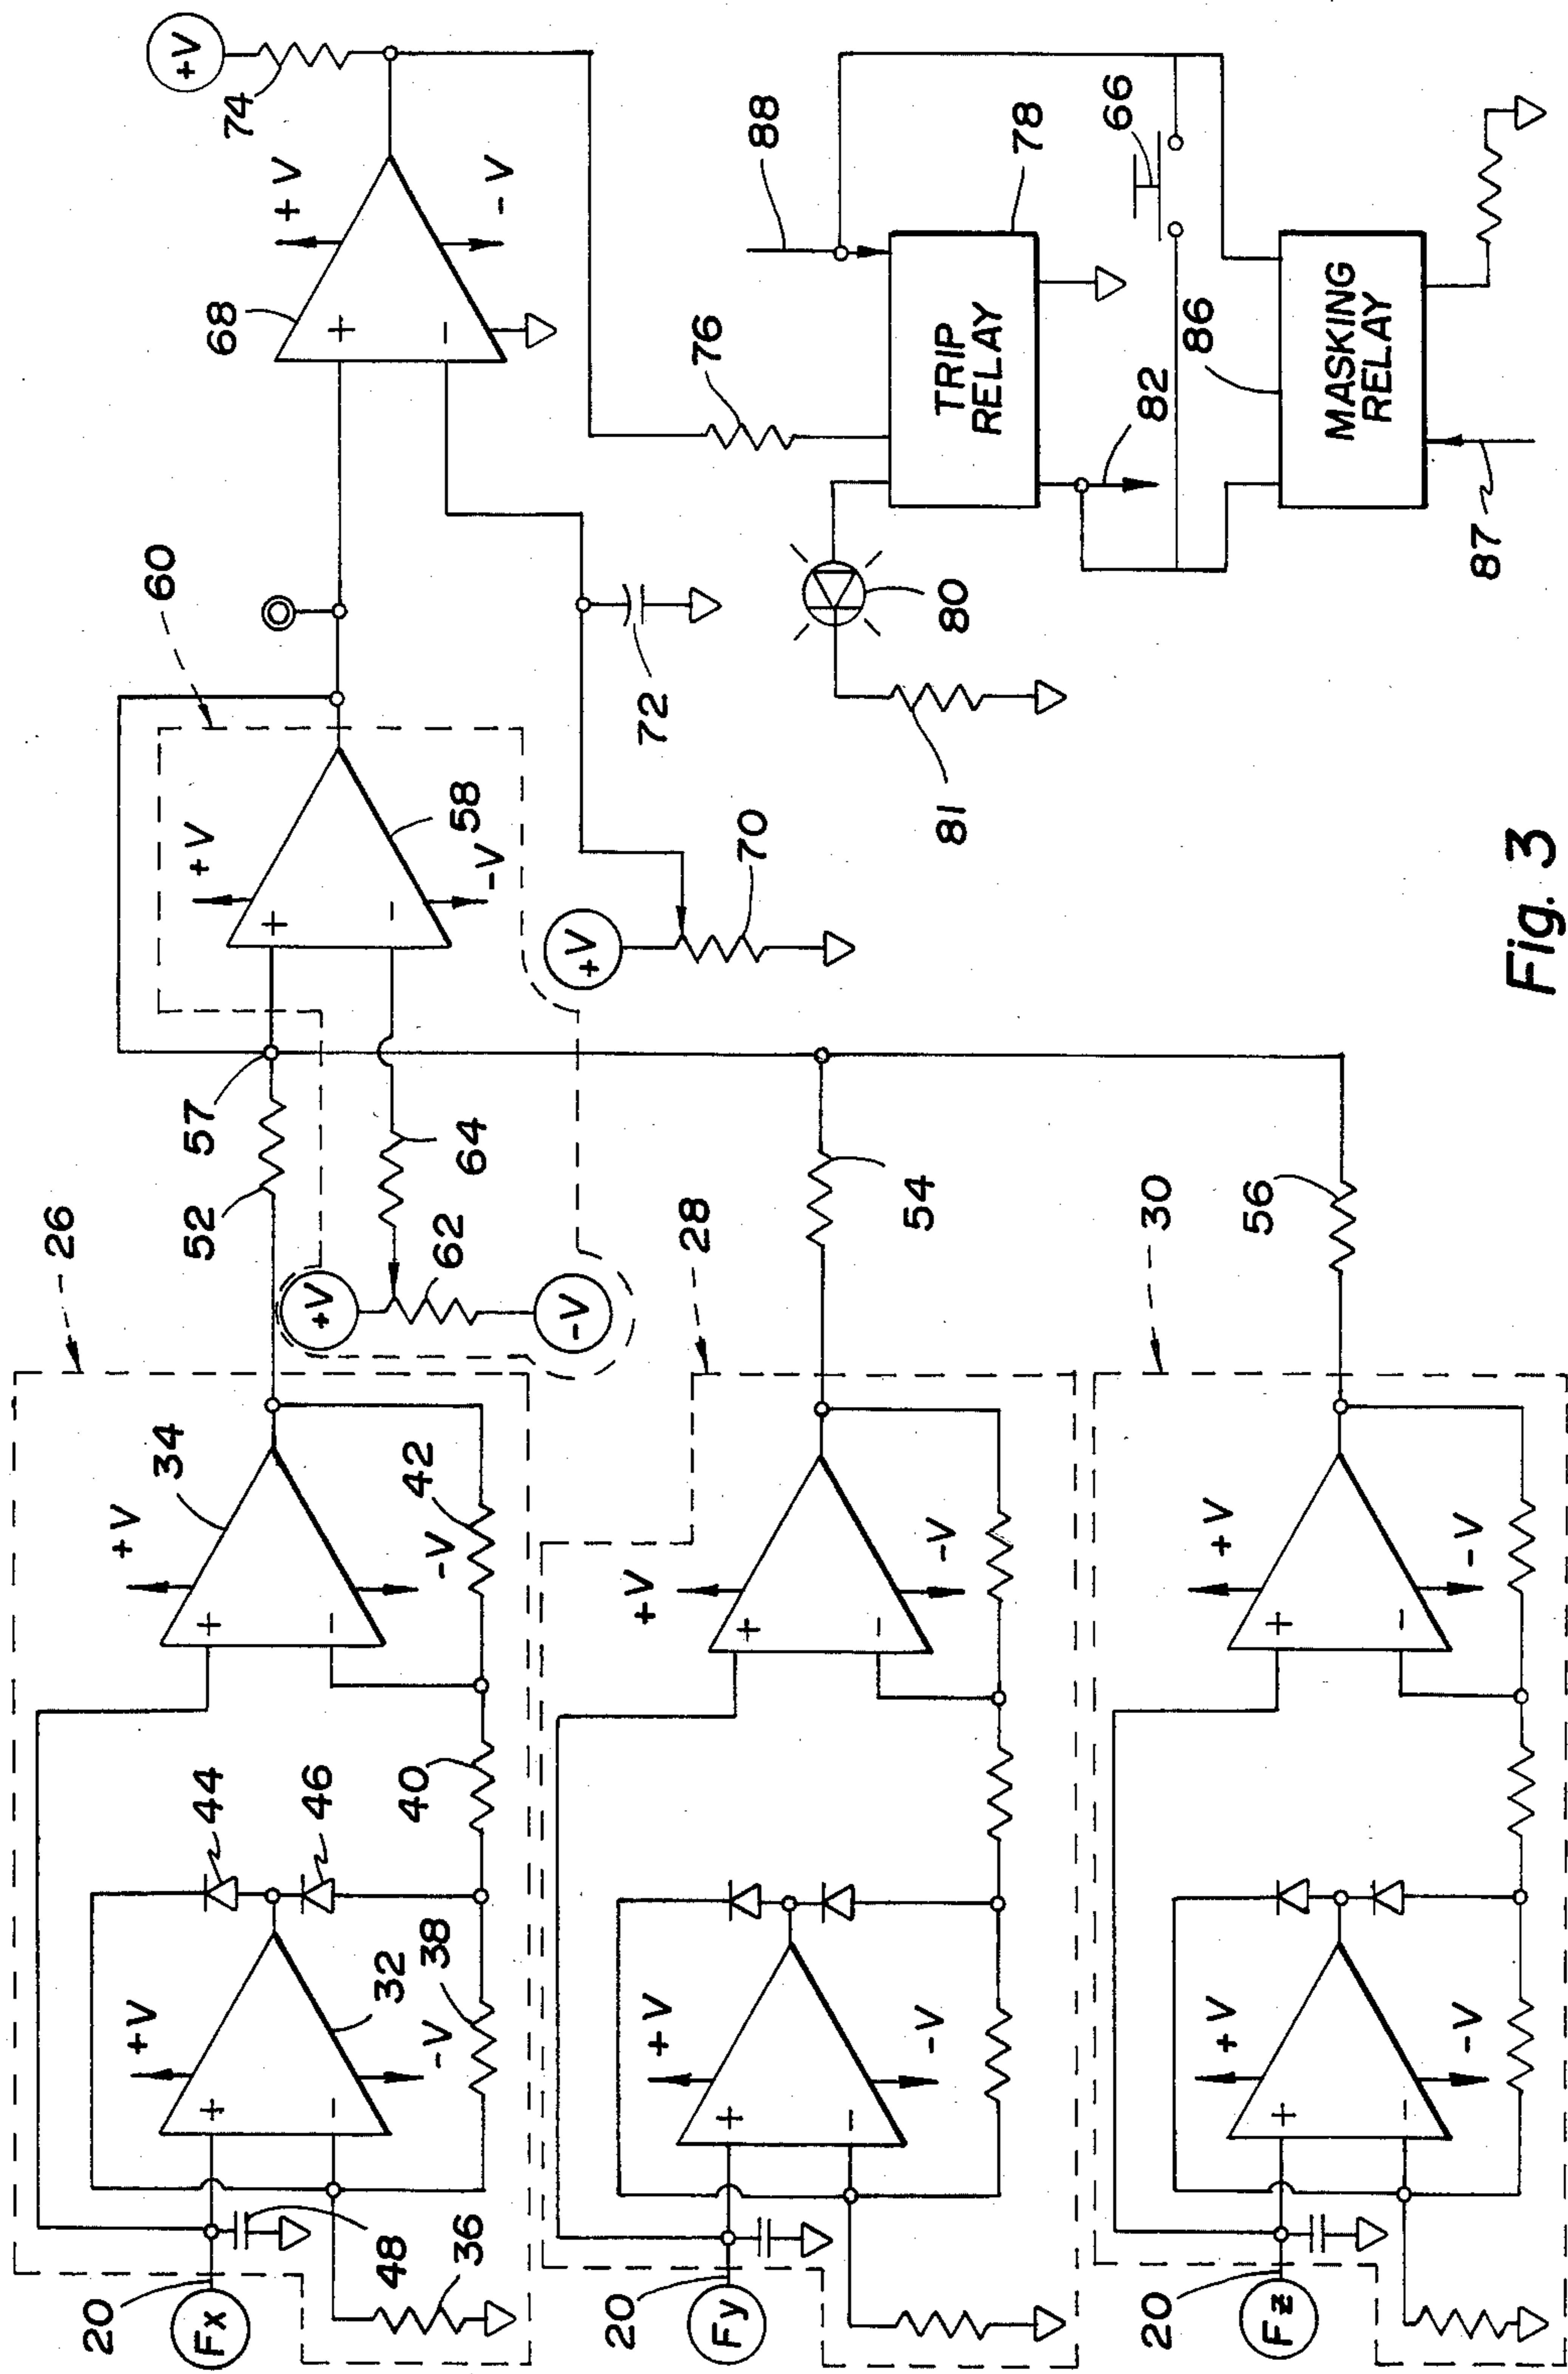 26
+V
34
+V
-V
42
44
46
40
+V
32
38
-V
20
Fx
48
36
52
57
64
62
+V
-V
60
+V
58
-V
+
-
68
+V
-V
+
-
74
+V
72
70
+V
76
88
78
TRIP
RELAY
80
81
82
66
86
MASKING
RELAY
87
28
54
+V
-V
+
-
+V
-V
+
-
20
Fy
30
56
+V
-V
+
-
+V
-V
+
-
20
Fz
+
-
+
-
Fig. 3